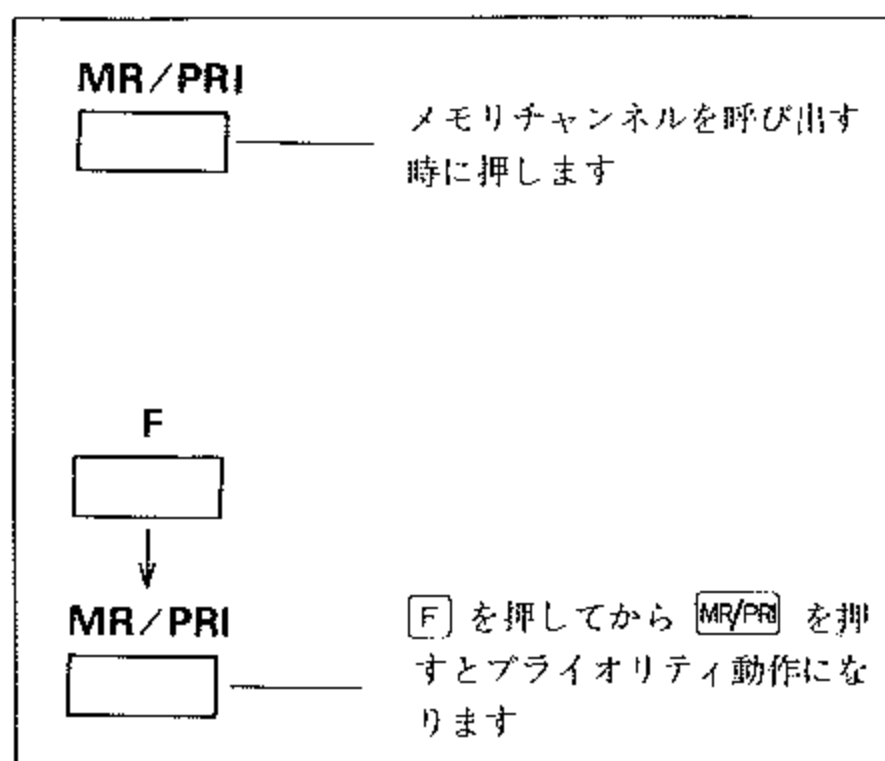 MR/PRI
メモリチャンネルを呼び出す
時に押します
F
MR/PRI
F を押してから MR/PRI を押
すとプライオリティ動作にな
ります